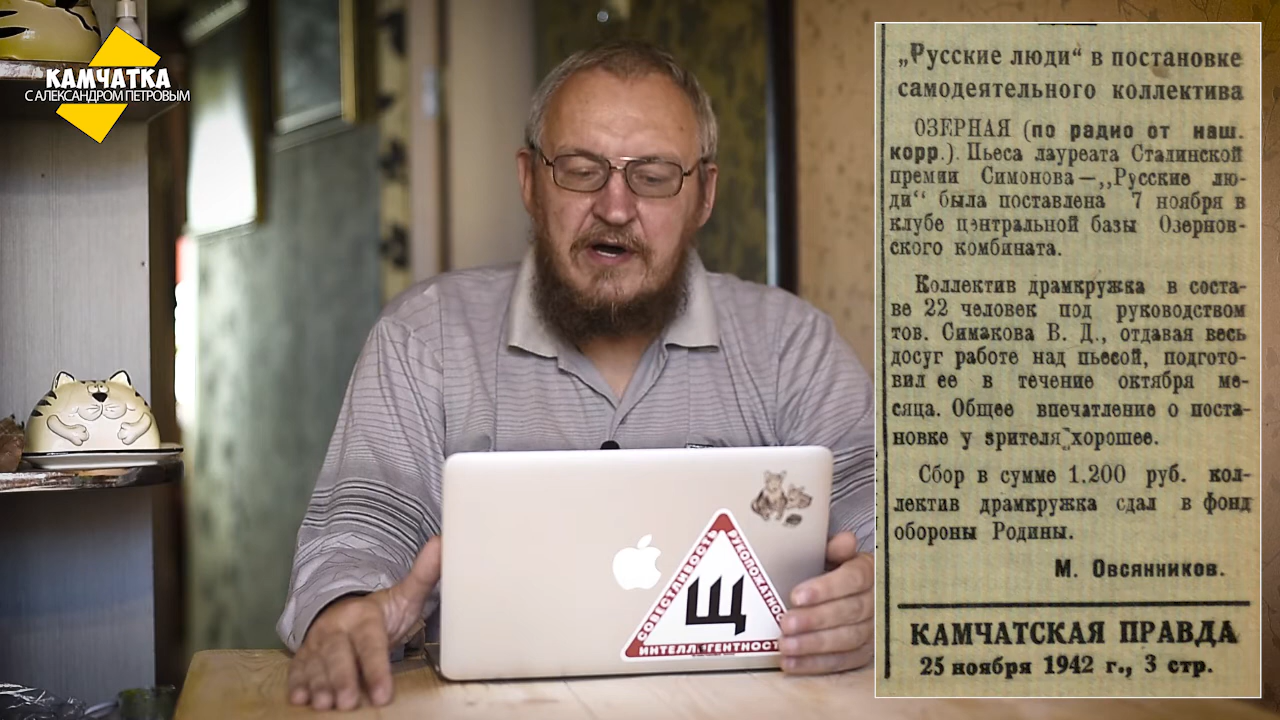 КАМЧАТКА
С АЛЕКСАНДРОМ ПЕТРОВЫМ
„Русские люди“ в постановке
самодеятельного коллектива
ОЗЕРНАЯ (по радио от наш.
корр.). Пьеса лауреата Сталинской
премии Симонова—„Русские лю-
ди“ была поставлена 7 ноября в
клубе центральной базы Озернов-
ского комбината.
Коллектив драмкружка в соста-
ве 22 человек под руководством
тов. Симакова В. Д., отдавая весь
досуг работе над пьесой, подгото-
вил ее в течение октября ме-
сяца. Общее впечатление о поста-
новке у зрителя хорошее.
Сбор в сумме 1.200 руб. кол-
лектив драмкружка сдал в фонд
обороны Родины.
М. Овсянников.
КАМЧАТСКАЯ ПРАВДА
25 ноября 1942 г., 3 стр.
СОВЕСТЛИВОСТЬ
РУКОПОЖАТНОС
Щ
ИНТЕЛЛИГЕНТНОСТ